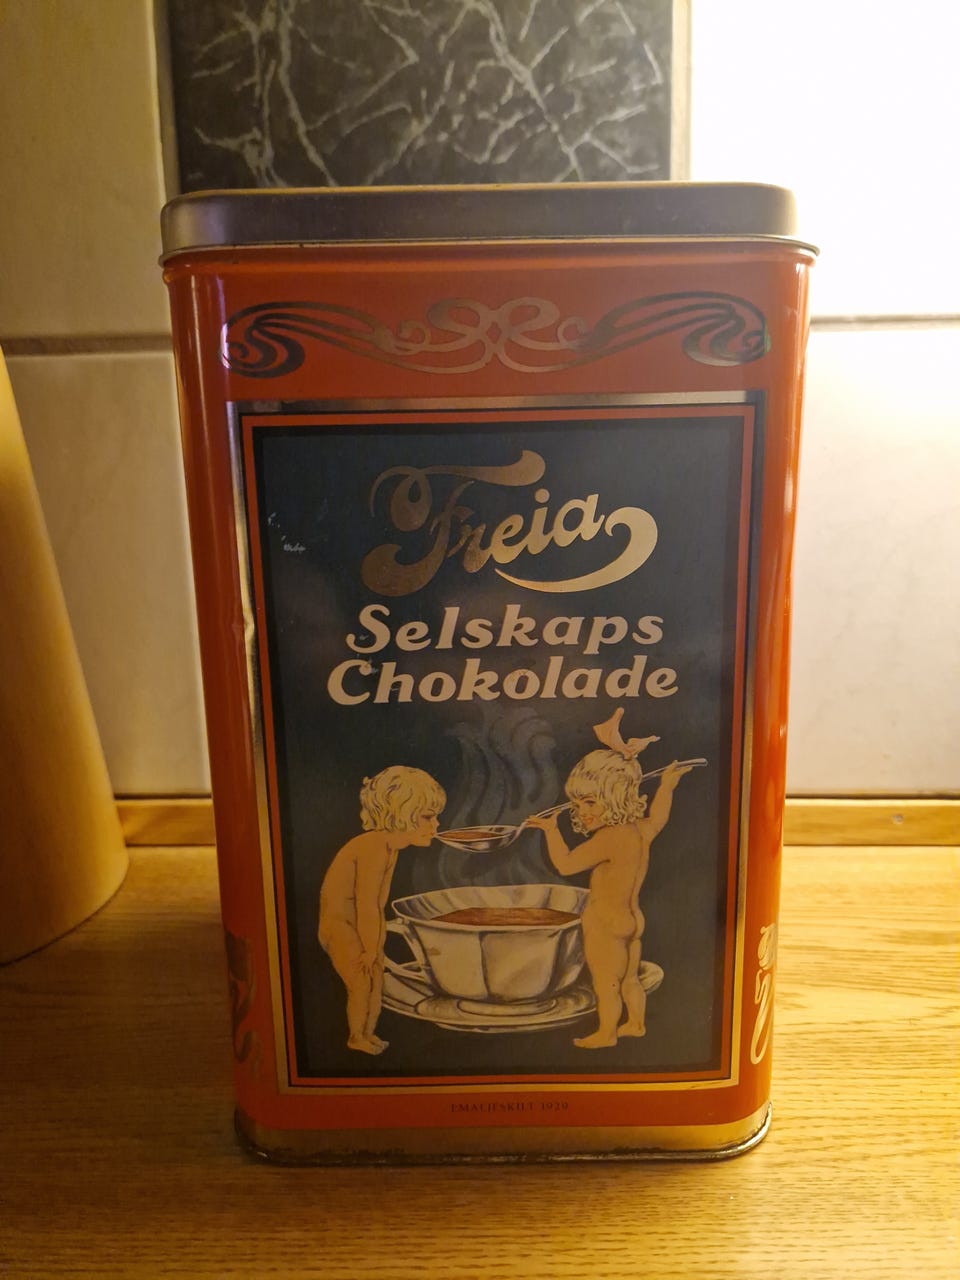 Freia
Selskaps
Chokolade
EMALJESKILT 1920